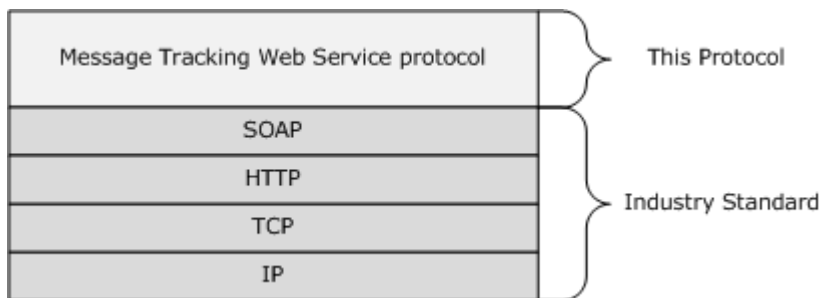 Message Tracking Web Service protocol
This Protocol
SOAP
HTTP
Industry Standard
TCP
IP